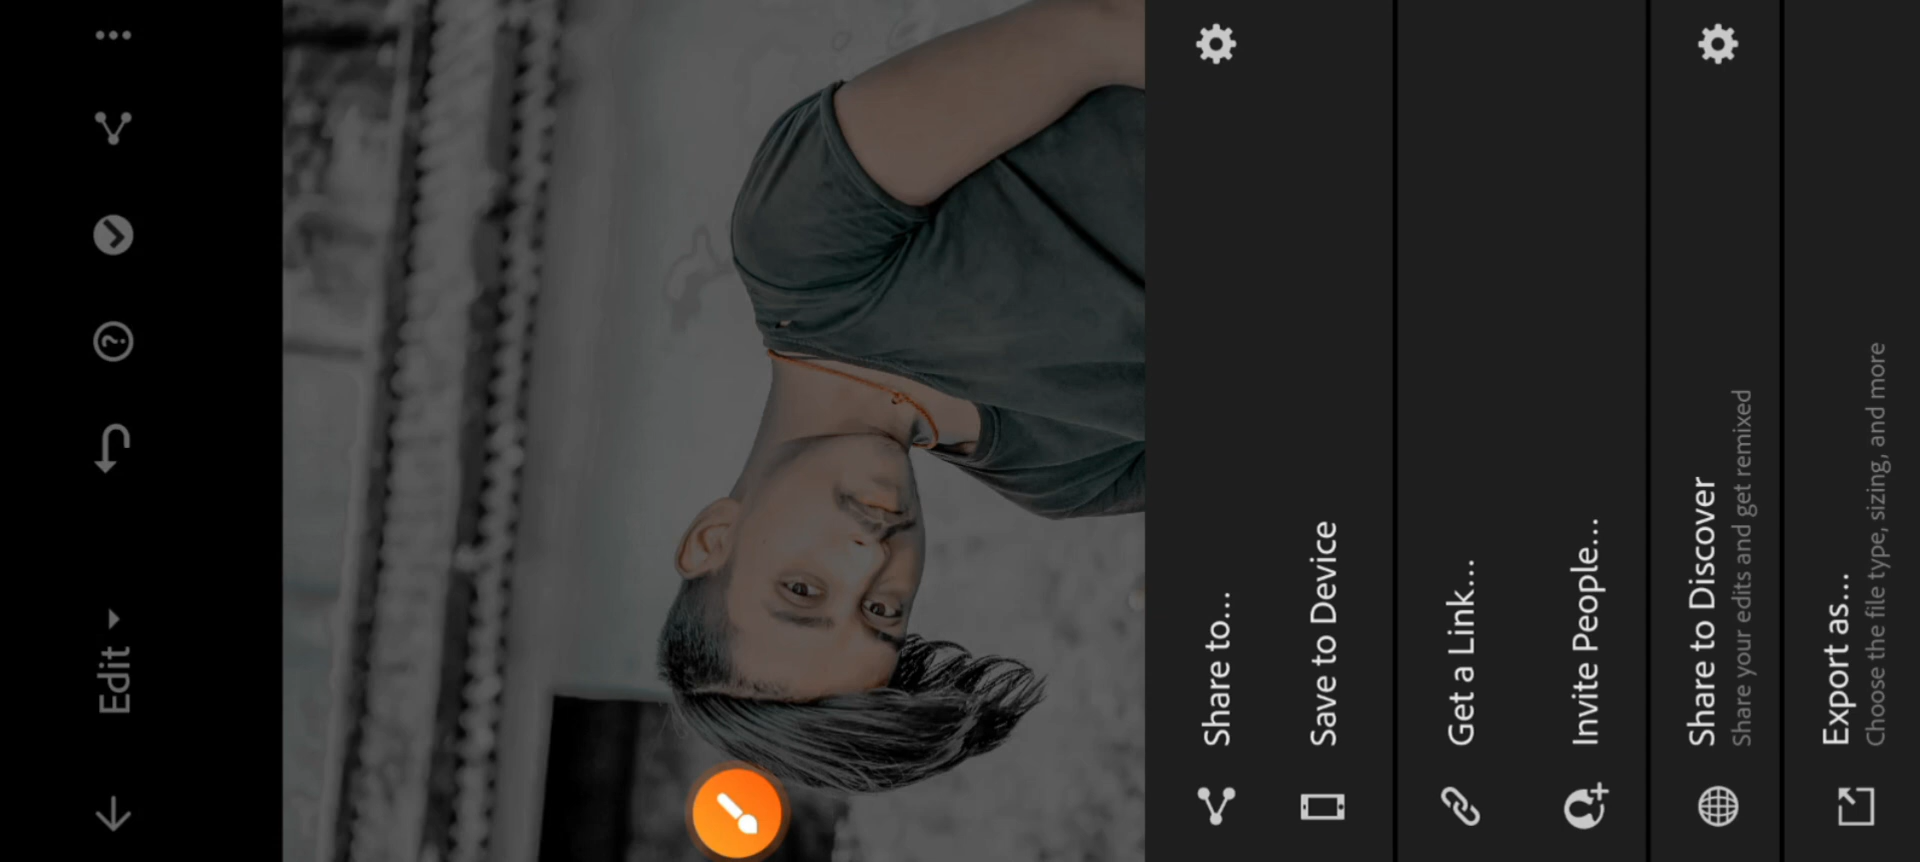 Edit
Share to...
Save to Device
Get a Link...
Invite People...
Share to Discover
Share your edits and get remixed
Export as...
Choose the file type, sizing, and more